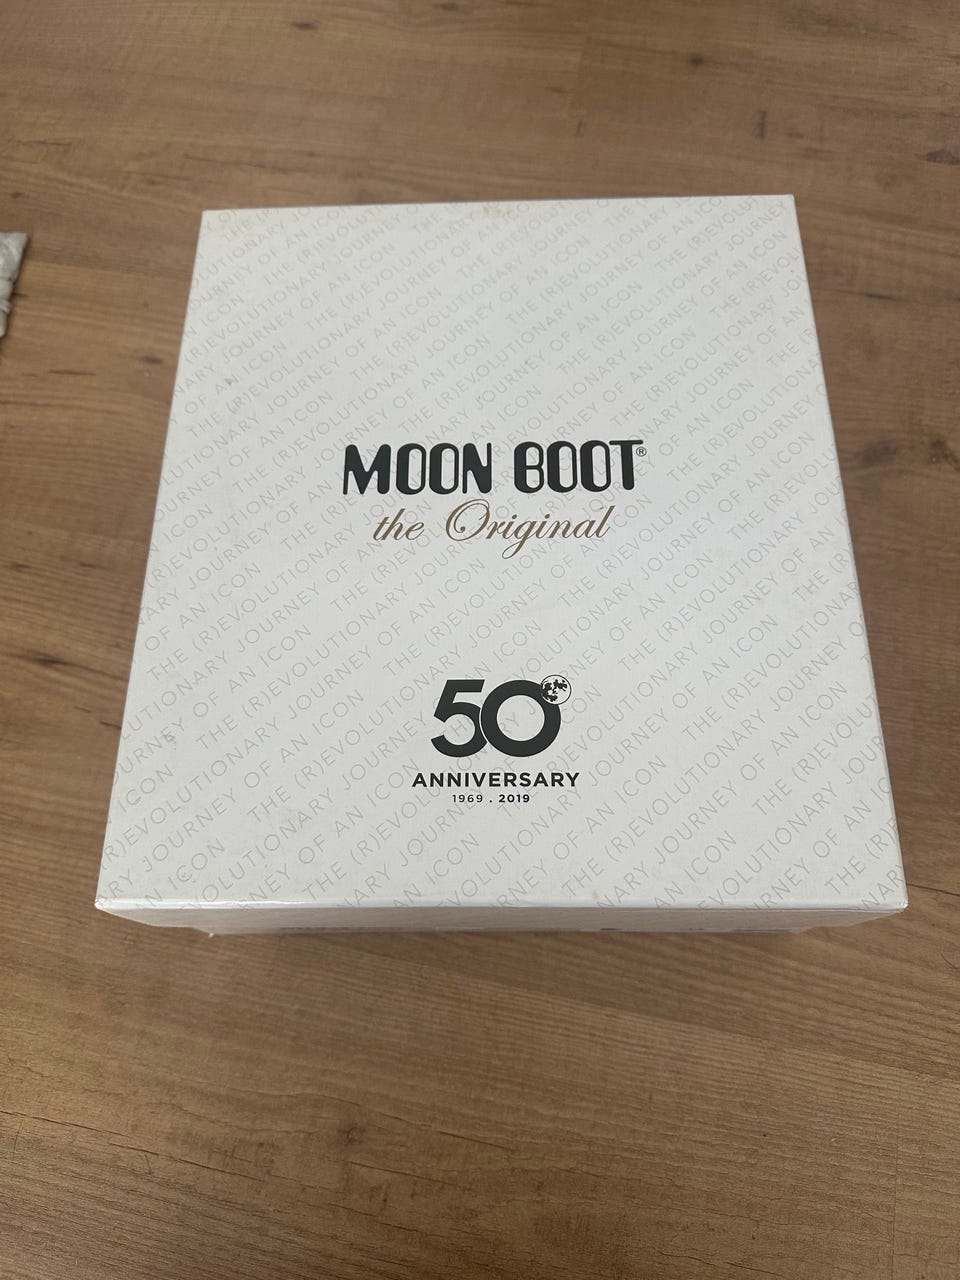 MOON BOOT®
the Original
50
ANNIVERSARY
1969 . 2019
THE (R)EVOLUTIONARY JOURNEY OF AN ICON